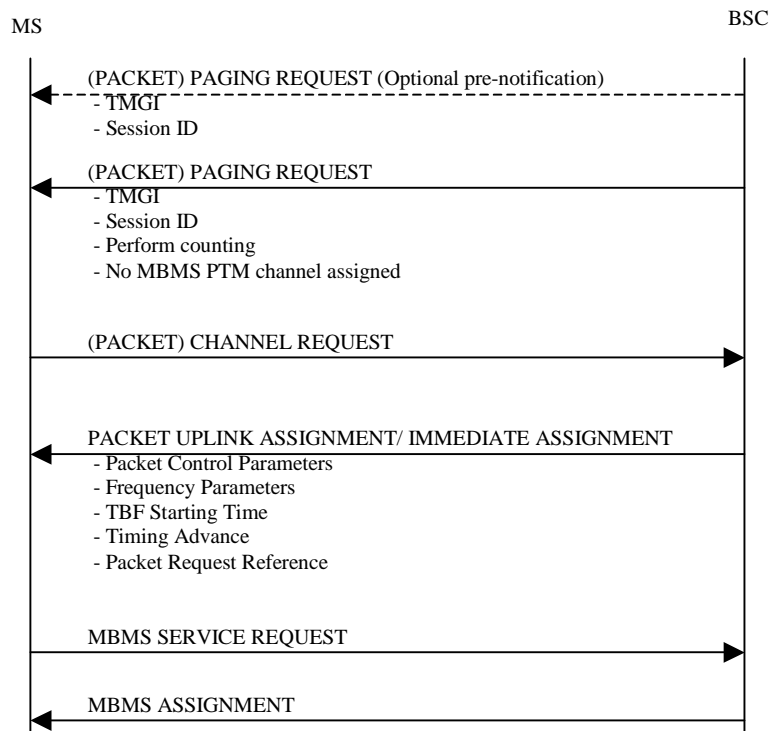 MS
BSC
(PACKET) PAGING REQUEST (Optional pre-notification)
- TMGI
- Session ID
(PACKET) PAGING REQUEST
- TMGI
- Session ID
- Perform counting
- No MBMS PTM channel assigned
(PACKET) CHANNEL REQUEST
PACKET UPLINK ASSIGNMENT/ IMMEDIATE ASSIGNMENT
- Packet Control Parameters
- Frequency Parameters
- TBF Starting Time
- Timing Advance
- Packet Request Reference
MBMS SERVICE REQUEST
MBMS ASSIGNMENT